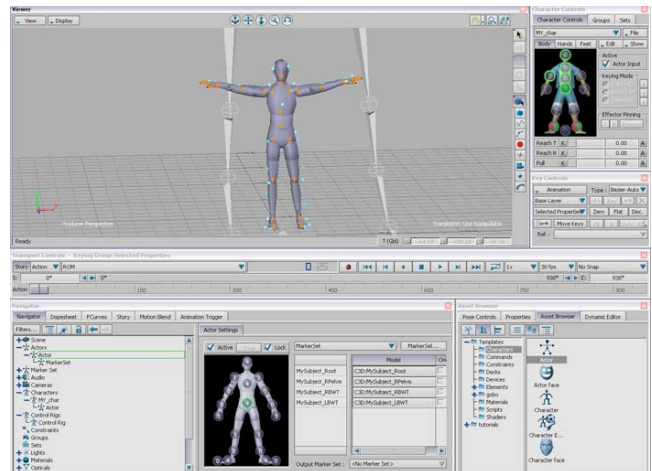 Viewer
View Display
Producer Perspective
Ready
T (Gbl)
Character Controls
Character Controls Groups Sets
MY_char File
Body Hands Feet Edit Show
Active
Actor Input
Keying Mode
Effector Pinning
Reach T K 0.00 A
Reach R K 0.00 A
Pull K 0.00 A
Key Controls
Animation Type: Bezier-Auto
Base Layer
Selected Properties Zero Flat Disc.
Move Keys
Ref.:
Transport Controls - Keying Group: Selected Properties
Story Action ROM 1x 30 fps No Snap
S: 0* 0* 930* E: 930*
Action 150 300 450 600 750 900
Navigator
Navigator Dopesheet FCurves Story Motion Blend Animation Trigger
Filters...
Scene
Actors
Actor
MarkerSet
Marker Set
Audio
Cameras
Characters
MY_char
Actor
Control Rigs
Control Rig
Constraints
Groups
Sets
Lights
Materials
Opticals
Actor Settings
Active Lock MarkerSet MarkerSet...
Model
MySubject_Root C3D:MySubject_Root
MySubject_RPelvis C3D:MySubject_RPelvis
MySubject_RBWT C3D:MySubject_RBWT
MySubject_LBWT C3D:MySubject_LBWT
Output Marker Set: <No Marker Set>
Asset Browser
Pose Controls Properties Asset Browser Dynamic Editor
Templates
Characters
Commands
Constraints
Decks
Devices
Elements
gobo
Materials
Scripts
Shaders
tutorials
Actor
Actor face
Character
Character E...
Character face